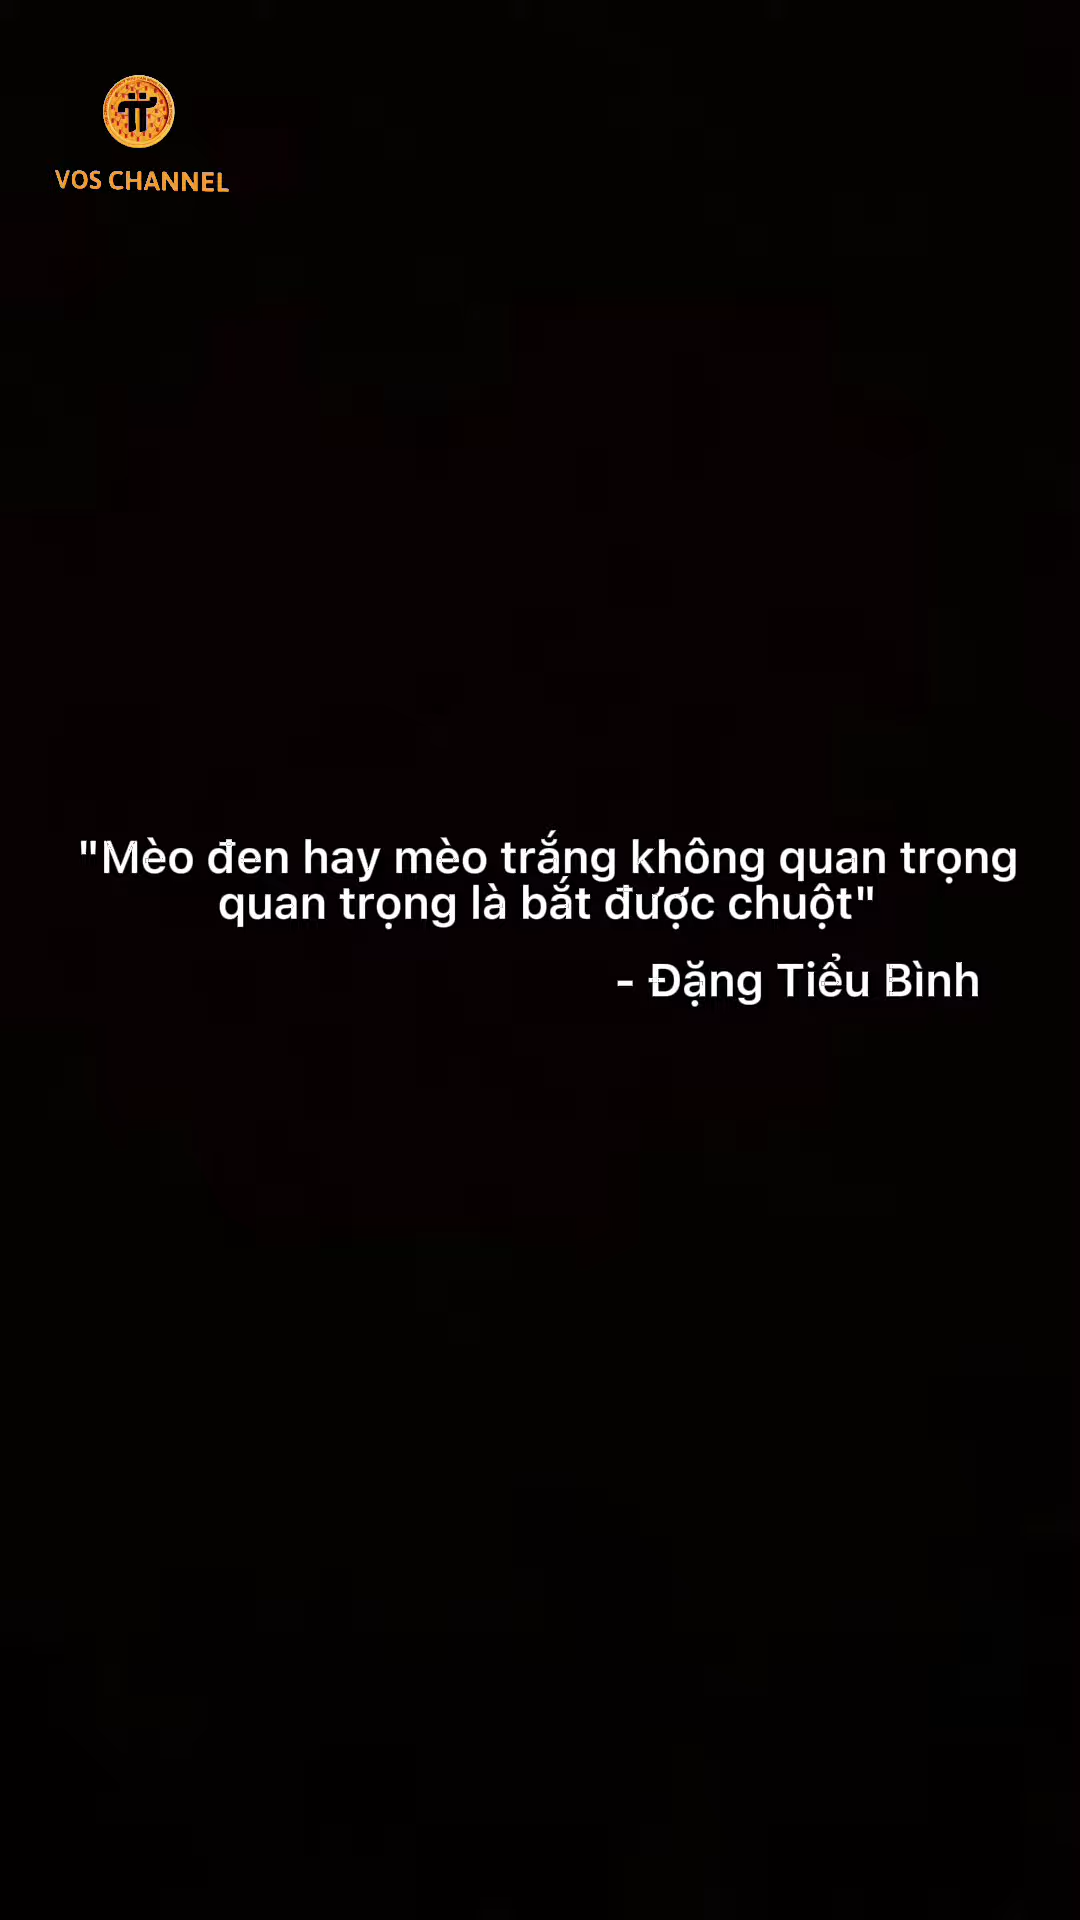 VOS CHANNEL
"Mèo đen hay mèo trắng không quan trọng
quan trọng là bắt được chuột"
- Đặng Tiểu Bình